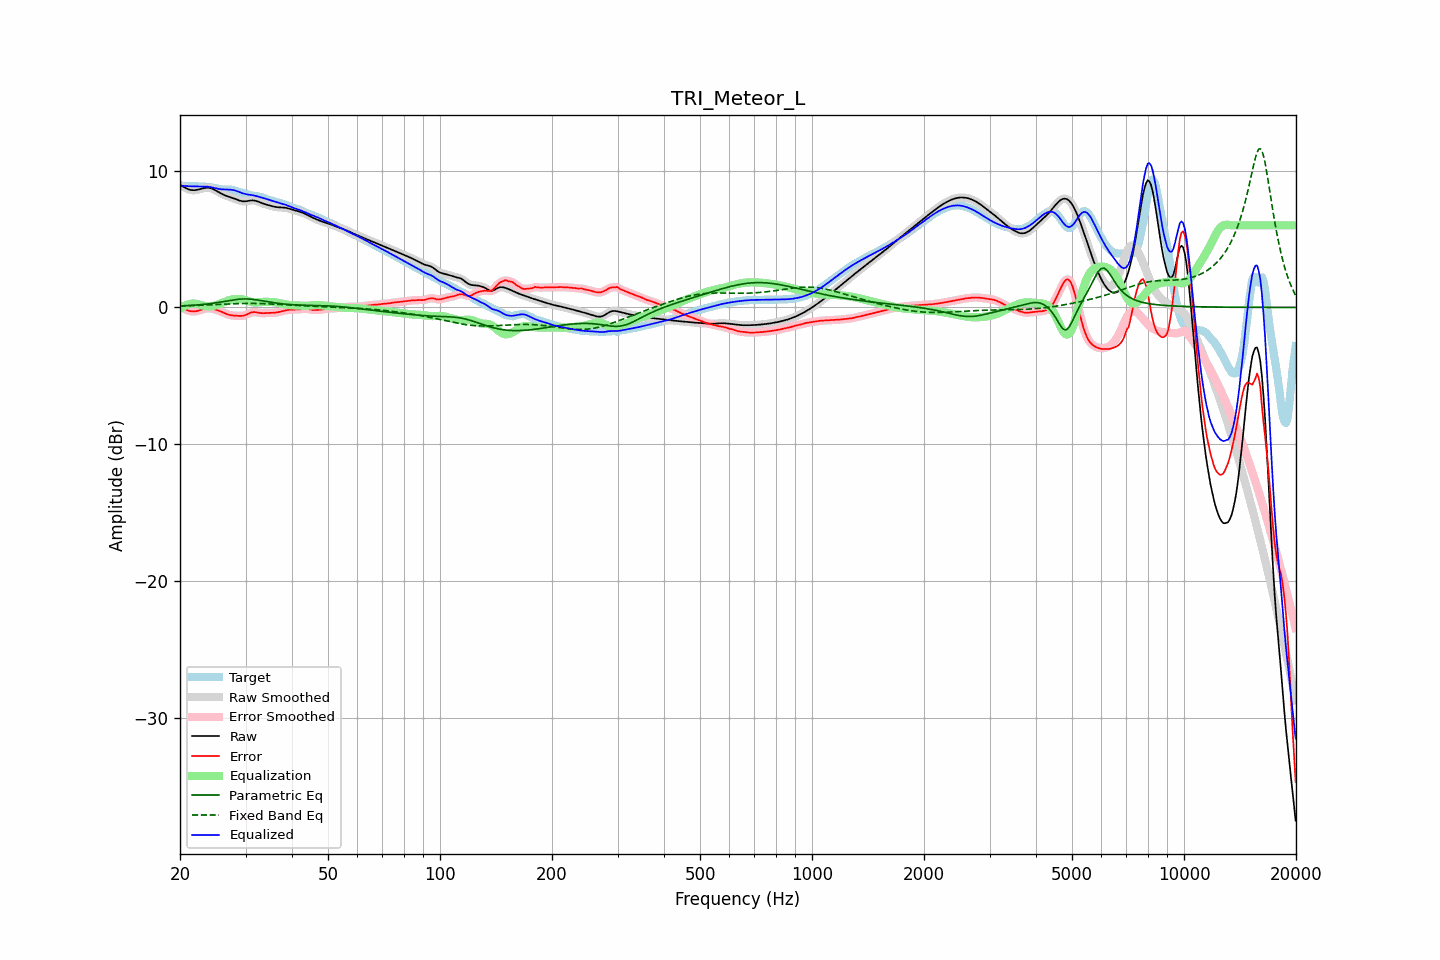 TRI_Meteor_L
Amplitude (dBr)
10
0
−10
−20
−30
Target
Raw Smoothed
Error Smoothed
Raw
Error
Equalization
Parametric Eq
Fixed Band Eq
Equalized
20 50 100 200 500 1000 2000 5000 10000 20000
Frequency (Hz)